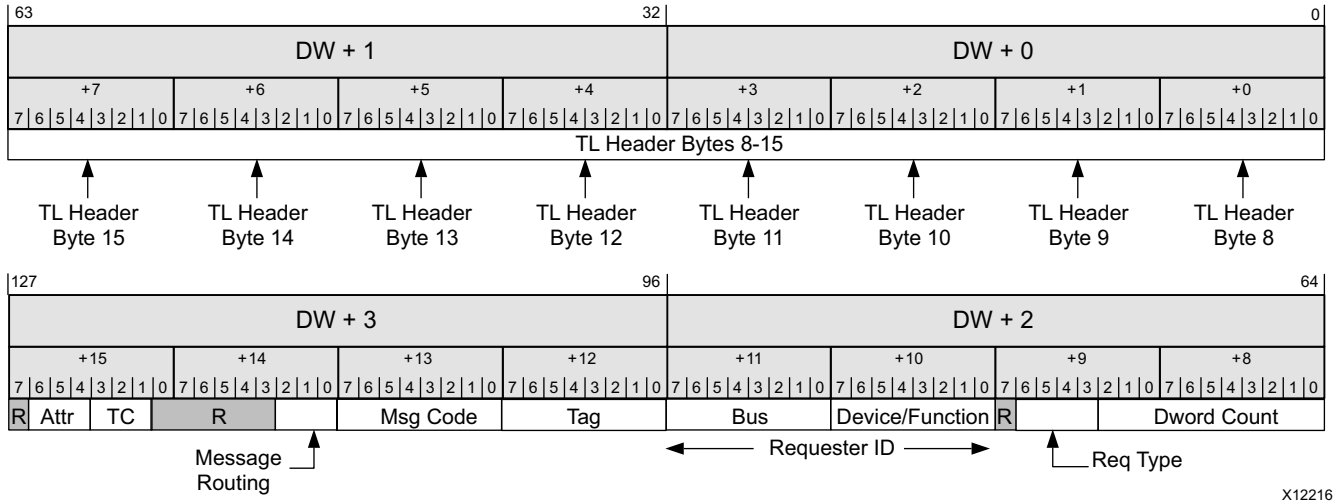 63 32 0
DW + 1 DW + 0
+7 +6 +5 +4 +3 +2 +1 +0
7 6 5 4 3 2 1 0 7 6 5 4 3 2 1 0 7 6 5 4 3 2 1 0 7 6 5 4 3 2 1 0 7 6 5 4 3 2 1 0 7 6 5 4 3 2 1 0 7 6 5 4 3 2 1 0 7 6 5 4 3 2 1 0
TL Header Bytes 8-15
TL Header TL Header TL Header TL Header TL Header TL Header TL Header TL Header
Byte 15 Byte 14 Byte 13 Byte 12 Byte 11 Byte 10 Byte 9 Byte 8
127 96 64
DW + 3 DW + 2
+15 +14 +13 +12 +11 +10 +9 +8
7 6 5 4 3 2 1 0 7 6 5 4 3 2 1 0 7 6 5 4 3 2 1 0 7 6 5 4 3 2 1 0 7 6 5 4 3 2 1 0 7 6 5 4 3 2 1 0 7 6 5 4 3 2 1 0 7 6 5 4 3 2 1 0
R Attr TC R Msg Code Tag Bus Device/Function R Dword Count
Message Requester ID Req Type
Routing
X12216